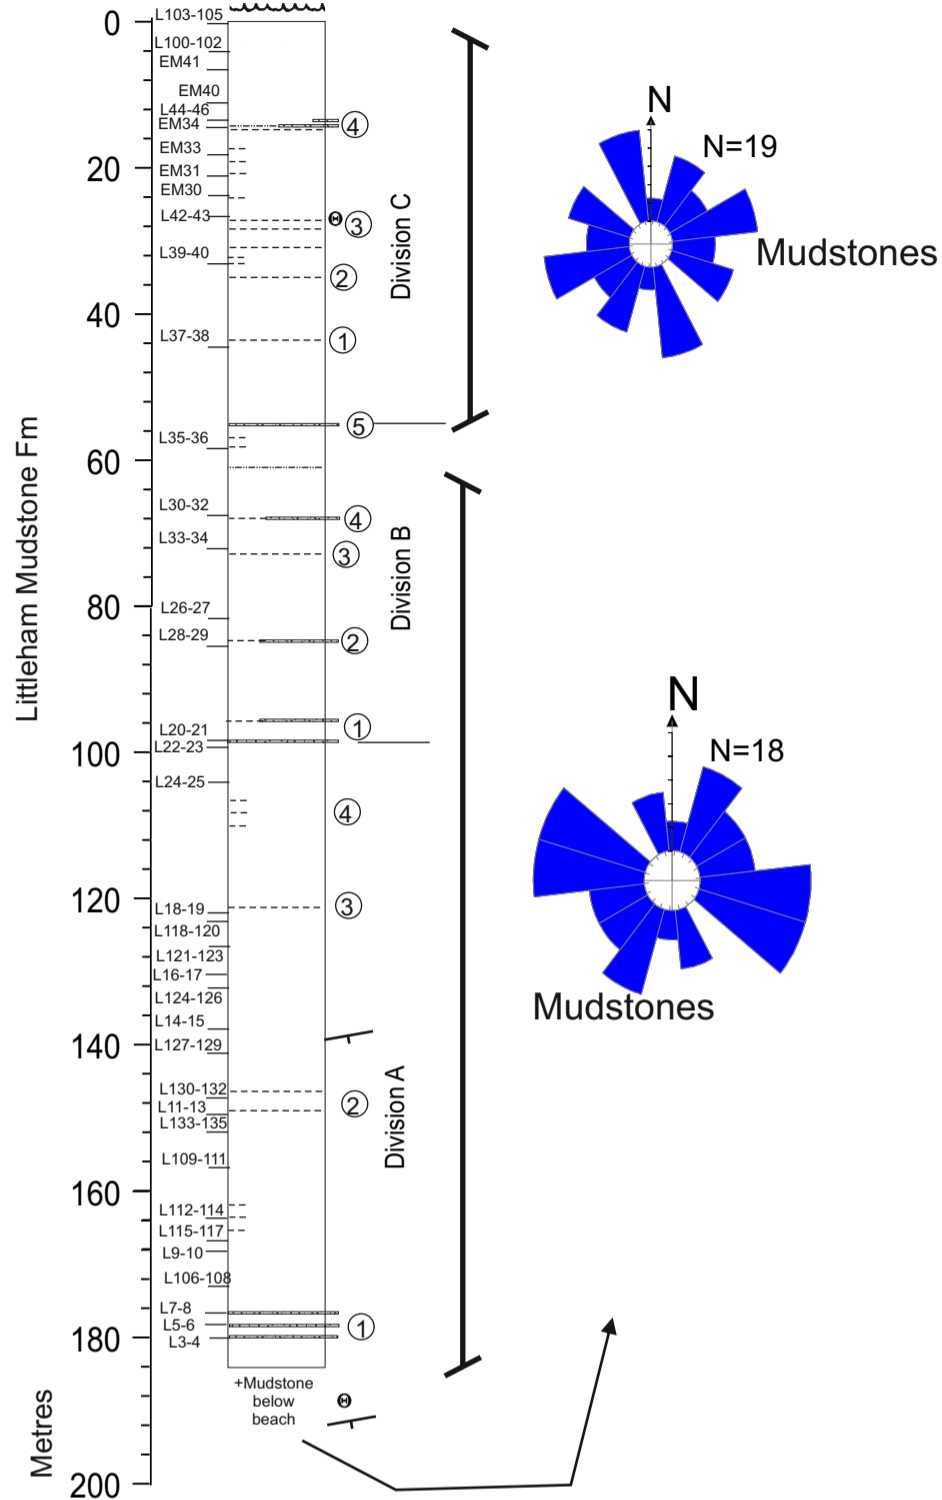 0
L103-105
L100-102
EM41
EM40
L44-46
EM34
4
N
N=19
EM33
20
EM31
EM30
L42-43
3
Division C
Mudstones
L39-40
2
40
L37-38
1
5
L35-36
60
L30-32
4
L33-34
3
Division B
Littleham Mudstone Fm
80
L26-27
L28-29
2
N
L20-21
1
L22-23
100
N=18
L24-25
4
120
L18-19
3
L118-120
L121-123
L16-17
L124-126
Mudstones
L14-15
140
L127-129
L130-132
L11-13
2
L133-135
Division A
L109-111
160
L112-114
L115-117
L9-10
L106-108
L7-8
L5-6
1
180
L3-4
+Mudstone
below
beach
Metres
200